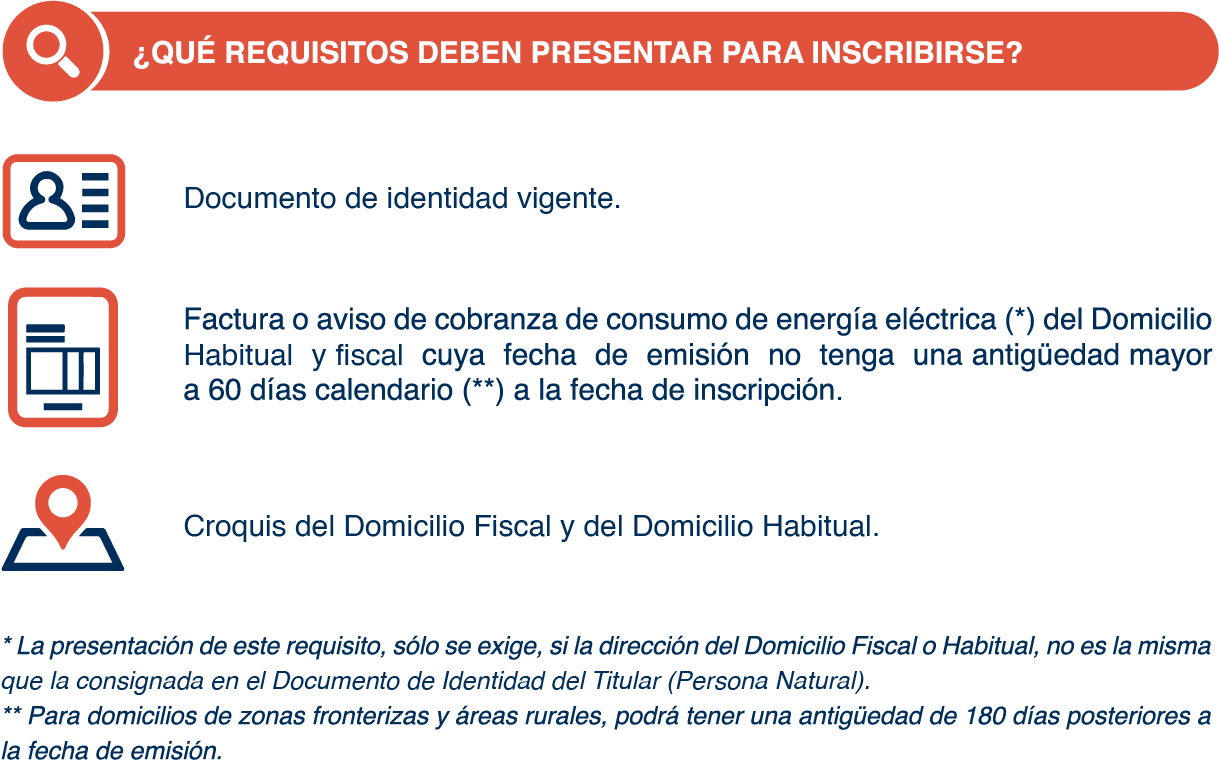 ¿QUÉ REQUISITOS DEBEN PRESENTAR PARA INSCRIBIRSE?
Documento de identidad vigente.
Factura o aviso de cobranza de consumo de energía eléctrica (*) del Domicilio
Habitual y fiscal cuya fecha de emisión no tenga una antigüedad mayor
a 60 días calendario (**) a la fecha de inscripción.
Croquis del Domicilio Fiscal y del Domicilio Habitual.
* La presentación de este requisito, sólo se exige, si la dirección del Domicilio Fiscal o Habitual, no es la misma
que la consignada en el Documento de Identidad del Titular (Persona Natural).
** Para domicilios de zonas fronterizas y áreas rurales, podrá tener una antigüedad de 180 días posteriores a
la fecha de emisión.